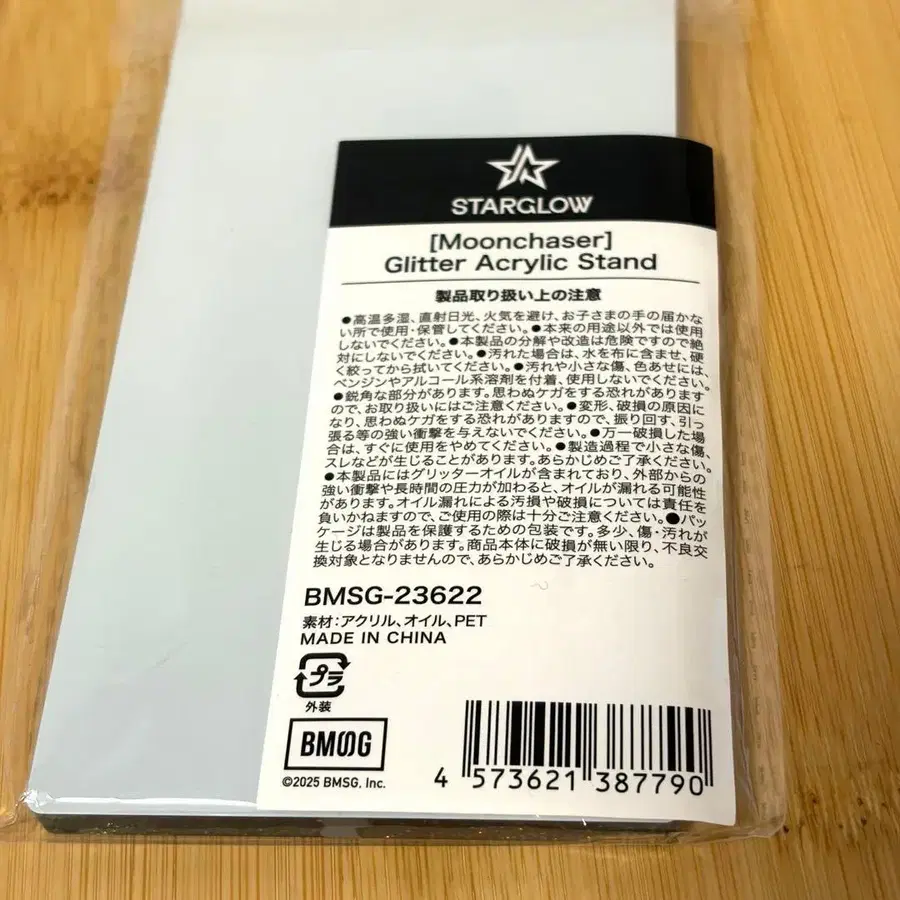 STARGLOW
[Moonchaser]
Glitter Acrylic Stand
製品取り扱い上の注意
●高温多湿、直射日光、火気を避け、お子さまの手の届かな
い所で使用・保管してください。●本来の用途以外では使用
しないでください。●本製品の分解や改造は危険ですので絶
対にしないでください。●汚れた場合は、水を布に含ませ、硬
く絞ってから拭いてください。●汚れや小さな傷、色あせには、
ベンジンやアルコール系溶剤を付着、使用しないでください。
●鋭角な部分があります。思わぬケガをする恐れがあります
ので、お取り扱いにはご注意ください。●変形、破損の原因に
なり、思わぬケガをする恐れがありますので、振り回す、引っ
張る等の強い衝撃を与えないでください。●万一破損した場
合は、すぐに使用をやめてください。●製造過程で小さな傷、
スレなどが生じることがあります。あらかじめご了承ください。
●本製品にはグリッターオイルが含まれており、外部からの
強い衝撃や長時間の圧力が加わると、オイルが漏れる可能性
があります。オイル漏れによる汚損や破損については責任を
負いかねますので、ご使用の際は十分ご注意ください。●パッ
ケージは製品を保護するための包装です。多少、傷・汚れが
生じる場合があります。商品本体に破損が無い限り、不良交
換対象となりませんので、あらかじめご了承ください。
BMSG-23622
素材：アクリル、オイル、PET
MADE IN CHINA
プラ
外装
BMSG
©2025 BMSG, Inc.
4 573621 387790